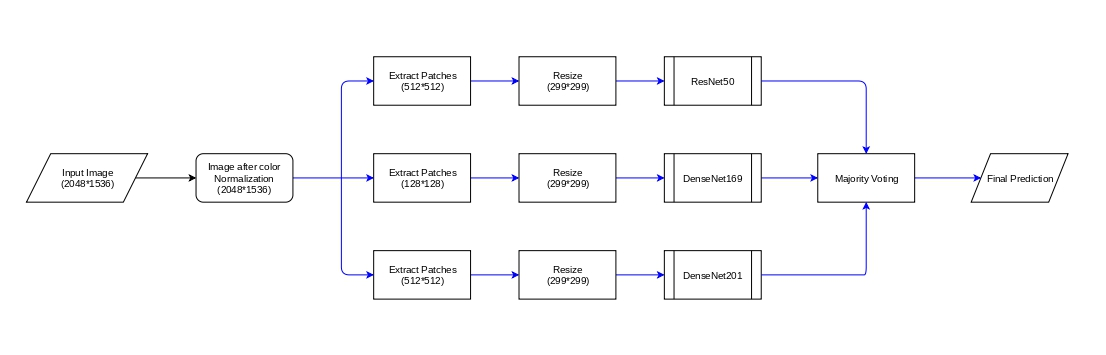 Input Image
(2048*1536)
Image after color
Normalization
(2048*1536)
Extract Patches
(512*512)
Resize
(299*299)
ResNet50
Extract Patches
(128*128)
Resize
(299*299)
DenseNet169
Extract Patches
(512*512)
Resize
(299*299)
DenseNet201
Majority Voting
Final Prediction